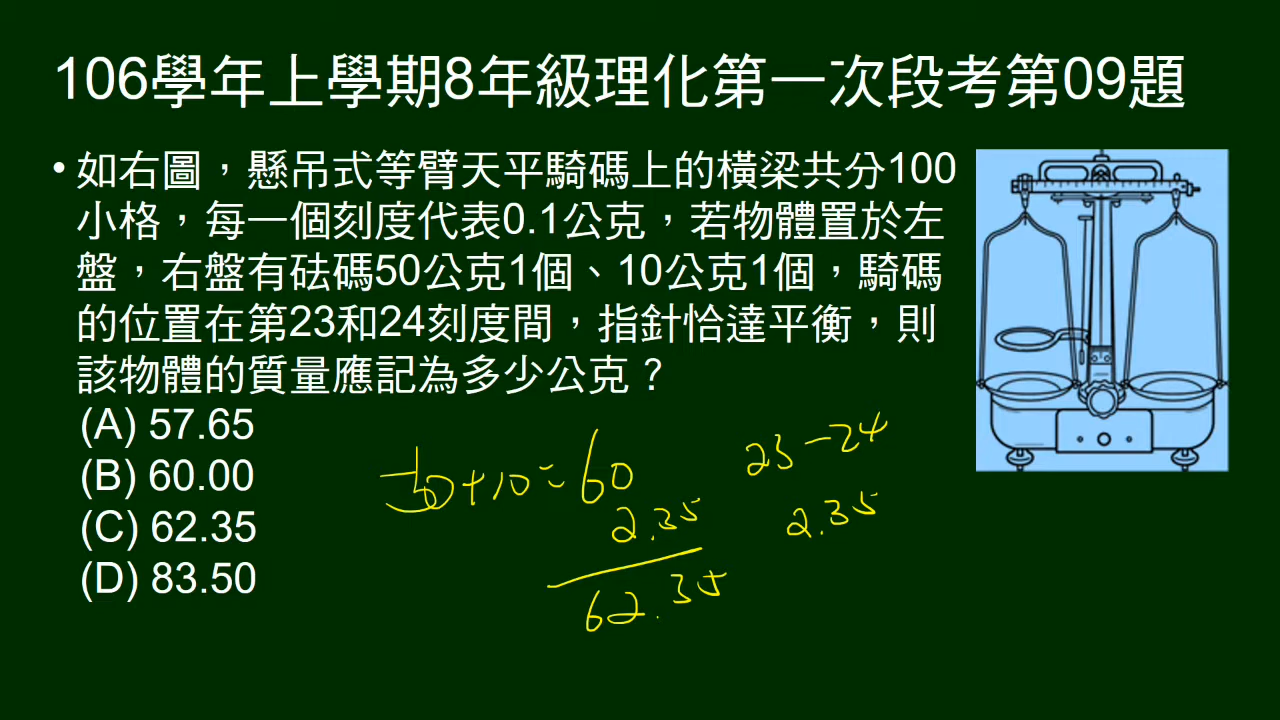 106學年上學期8年級理化第一次段考第09題
•如右圖，懸吊式等臂天平騎碼上的橫梁共分100
小格，每一個刻度代表0.1公克，若物體置於左
盤，右盤有砝碼50公克1個、10公克1個，騎碼
的位置在第23和24刻度間，指針恰達平衡，則
該物體的質量應記為多少公克？
(A) 57.65
(B) 60.00
(C) 62.35
(D) 83.50
50+10=60
2.35
62.35
23-24
2.35